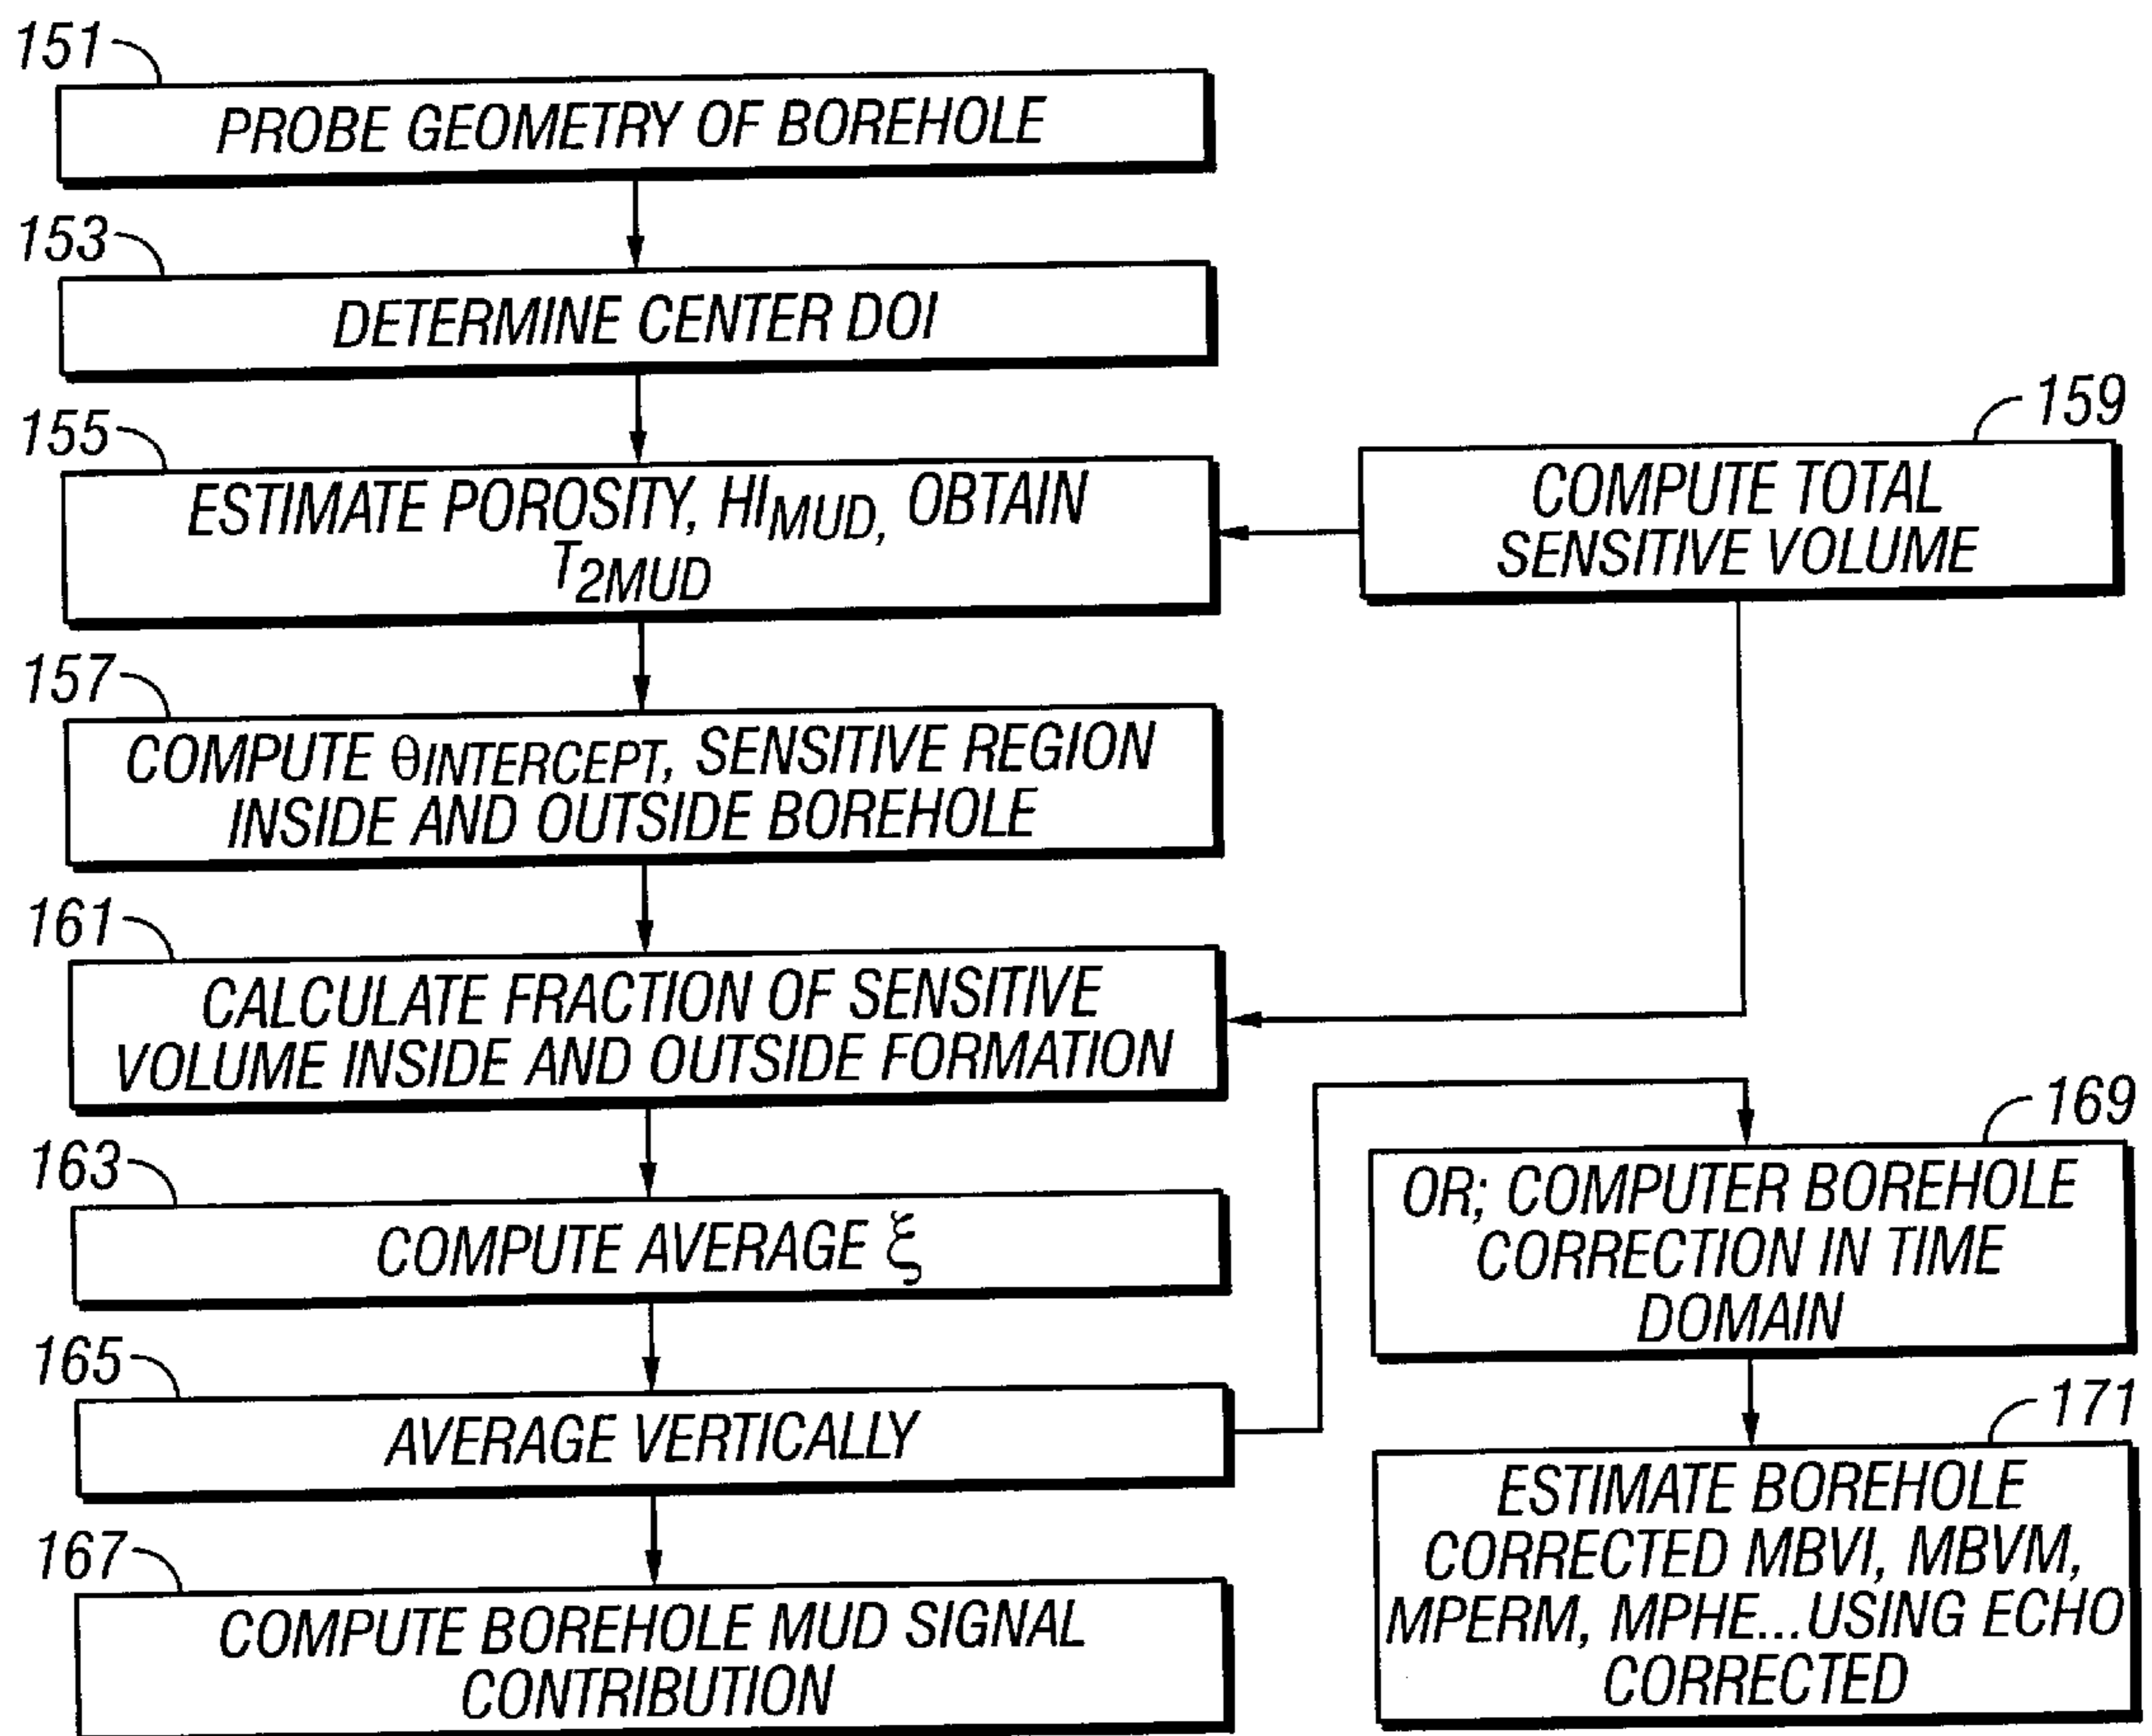 151
PROBE GEOMETRY OF BOREHOLE
153
DETERMINE CENTER DOI
155
ESTIMATE POROSITY, HIMUD, OBTAIN
T2MUD
159
COMPUTE TOTAL
SENSITIVE VOLUME
157
COMPUTE θINTERCEPT, SENSITIVE REGION
INSIDE AND OUTSIDE BOREHOLE
161
CALCULATE FRACTION OF SENSITIVE
VOLUME INSIDE AND OUTSIDE FORMATION
163
COMPUTE AVERAGE ξ
165
AVERAGE VERTICALLY
167
COMPUTE BOREHOLE MUD SIGNAL
CONTRIBUTION
169
OR; COMPUTER BOREHOLE
CORRECTION IN TIME
DOMAIN
171
ESTIMATE BOREHOLE
CORRECTED MBVI, MBVM,
MPERM, MPHE...USING ECHO
CORRECTED